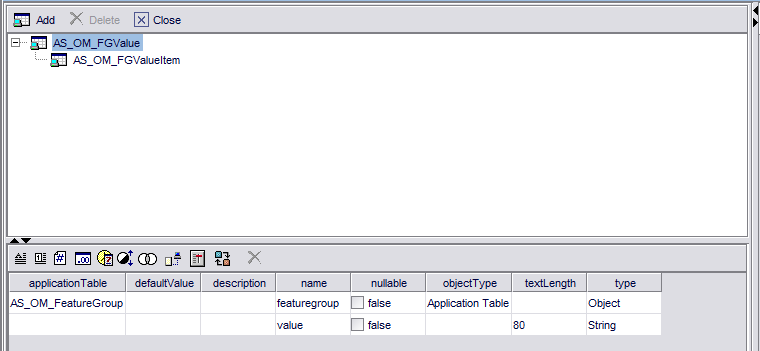 Add Delete Close
AS_OM_FGValue
AS_OM_FGValueItem
applicationTable defaultValue description name nullable objectType textLength type
AS_OM_FeatureGroup featuregroup false Application Table Object
value false 80 String